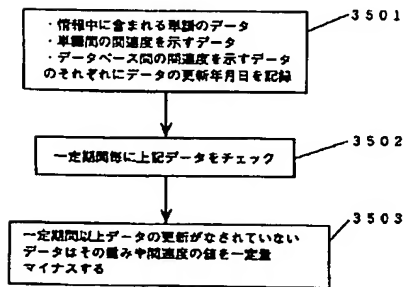 ・情報中に含まれる単語のデータ
・単語間の関連度を示すデータ
・データベース間の関連度を示すデータ
のそれぞれにデータの更新年月日を記録
3501
一定期間毎に上記データをチェック
3502
一定期間以上データの更新がなされていない
データはその重みや関連度の値を一定量
マイナスする
3503